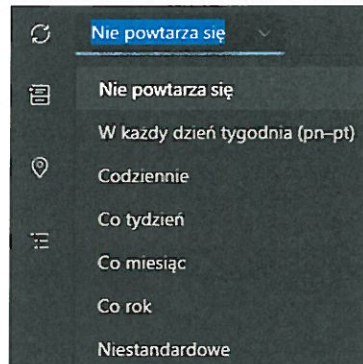 Nie powtarza się
Nie powtarza się
W każdy dzień tygodnia (pn–pt)
Codziennie
Co tydzień
Co miesiąc
Co rok
Niestandardowe